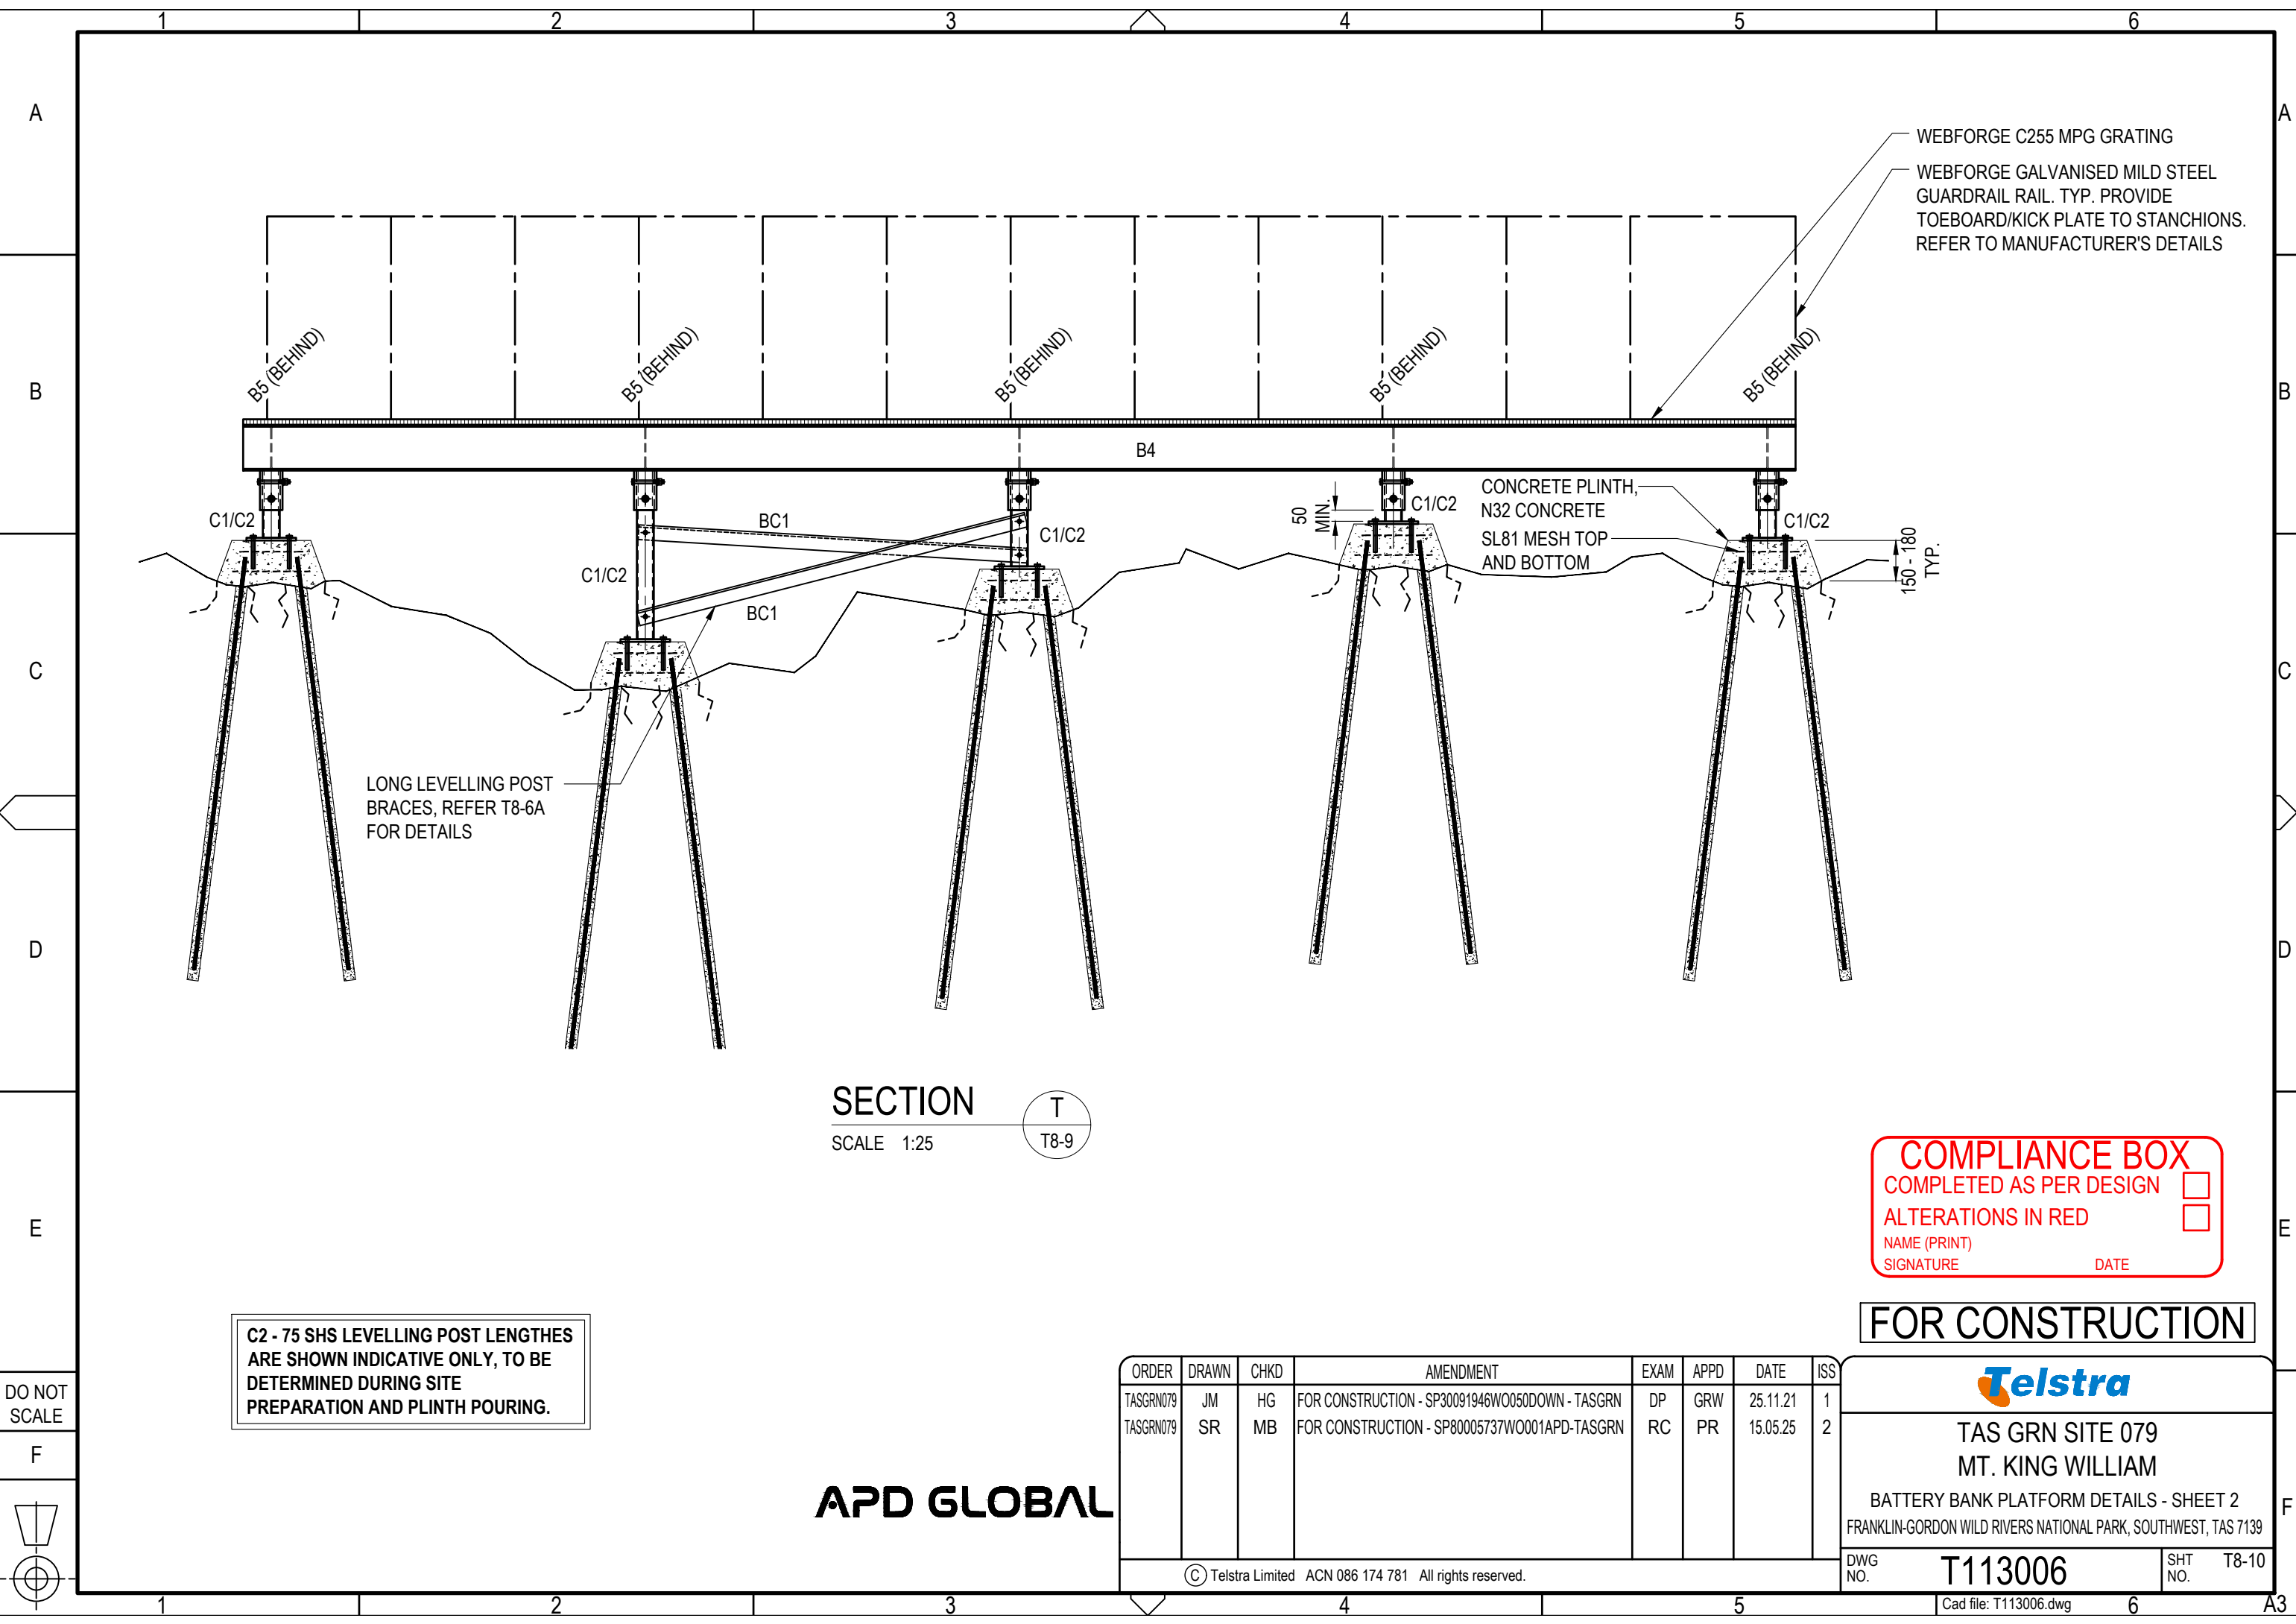 1 2 3 4 5 6
A A
WEBFORGE C255 MPG GRATING
WEBFORGE GALVANISED MILD STEEL
GUARDRAIL RAIL. TYP. PROVIDE
TOEBOARD/KICK PLATE TO STANCHIONS.
REFER TO MANUFACTURER'S DETAILS
B5 (BEHIND)
B5 (BEHIND)
B5 (BEHIND)
B5 (BEHIND)
B5 (BEHIND)
B B
B4
C1/C2
C1/C2
BC1
BC1
C1/C2
50
MIN.
C1/C2
CONCRETE PLINTH,
N32 CONCRETE
SL81 MESH TOP
AND BOTTOM
C1/C2
150 - 180
TYP.
C C
LONG LEVELLING POST
BRACES, REFER T8-6A
FOR DETAILS
D D
SECTION
SCALE 1:25
T
T8-9
E E
COMPLIANCE BOX
COMPLETED AS PER DESIGN
ALTERATIONS IN RED
NAME (PRINT)
SIGNATURE DATE
FOR CONSTRUCTION
C2 - 75 SHS LEVELLING POST LENGTHES
ARE SHOWN INDICATIVE ONLY, TO BE
DETERMINED DURING SITE
PREPARATION AND PLINTH POURING.
DO NOT
SCALE
F F
APD GLOBAL
ORDER DRAWN CHKD AMENDMENT EXAM APPD DATE ISS
TASGRN079 JM HG FOR CONSTRUCTION - SP30091946WO050DOWN - TASGRN DP GRW 25.11.21 1
TASGRN079 SR MB FOR CONSTRUCTION - SP80005737WO001APD-TASGRN RC PR 15.05.25 2
C Telstra Limited ACN 086 174 781 All rights reserved.
Telstra
TAS GRN SITE 079
MT. KING WILLIAM
BATTERY BANK PLATFORM DETAILS - SHEET 2
FRANKLIN-GORDON WILD RIVERS NATIONAL PARK, SOUTHWEST, TAS 7139
DWG
NO.
T113006
SHT
NO.
T8-10
Cad file: T113006.dwg
1 2 3 4 5 6 A3